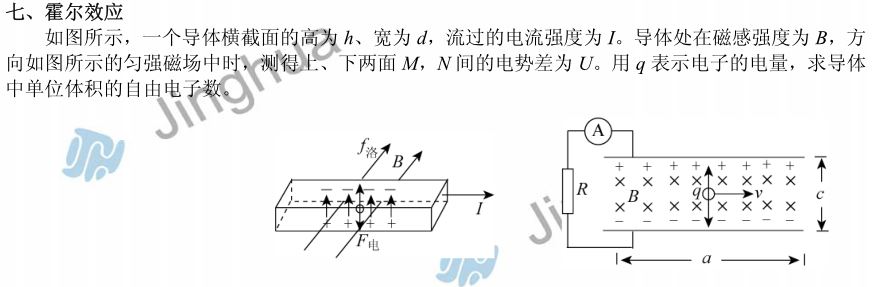 七、霍尔效应
如图所示，一个导体横截面的高为 h、宽为 d，流过的电流强度为 I。导体处在磁感强度为 B，方
向如图所示的匀强磁场中时，测得上、下两面 M，N 间的电势差为 U。用 q 表示电子的电量，求导体
中单位体积的自由电子数。
Jinghua
f洛
B
I
F电
A
R
B
q
v
c
a